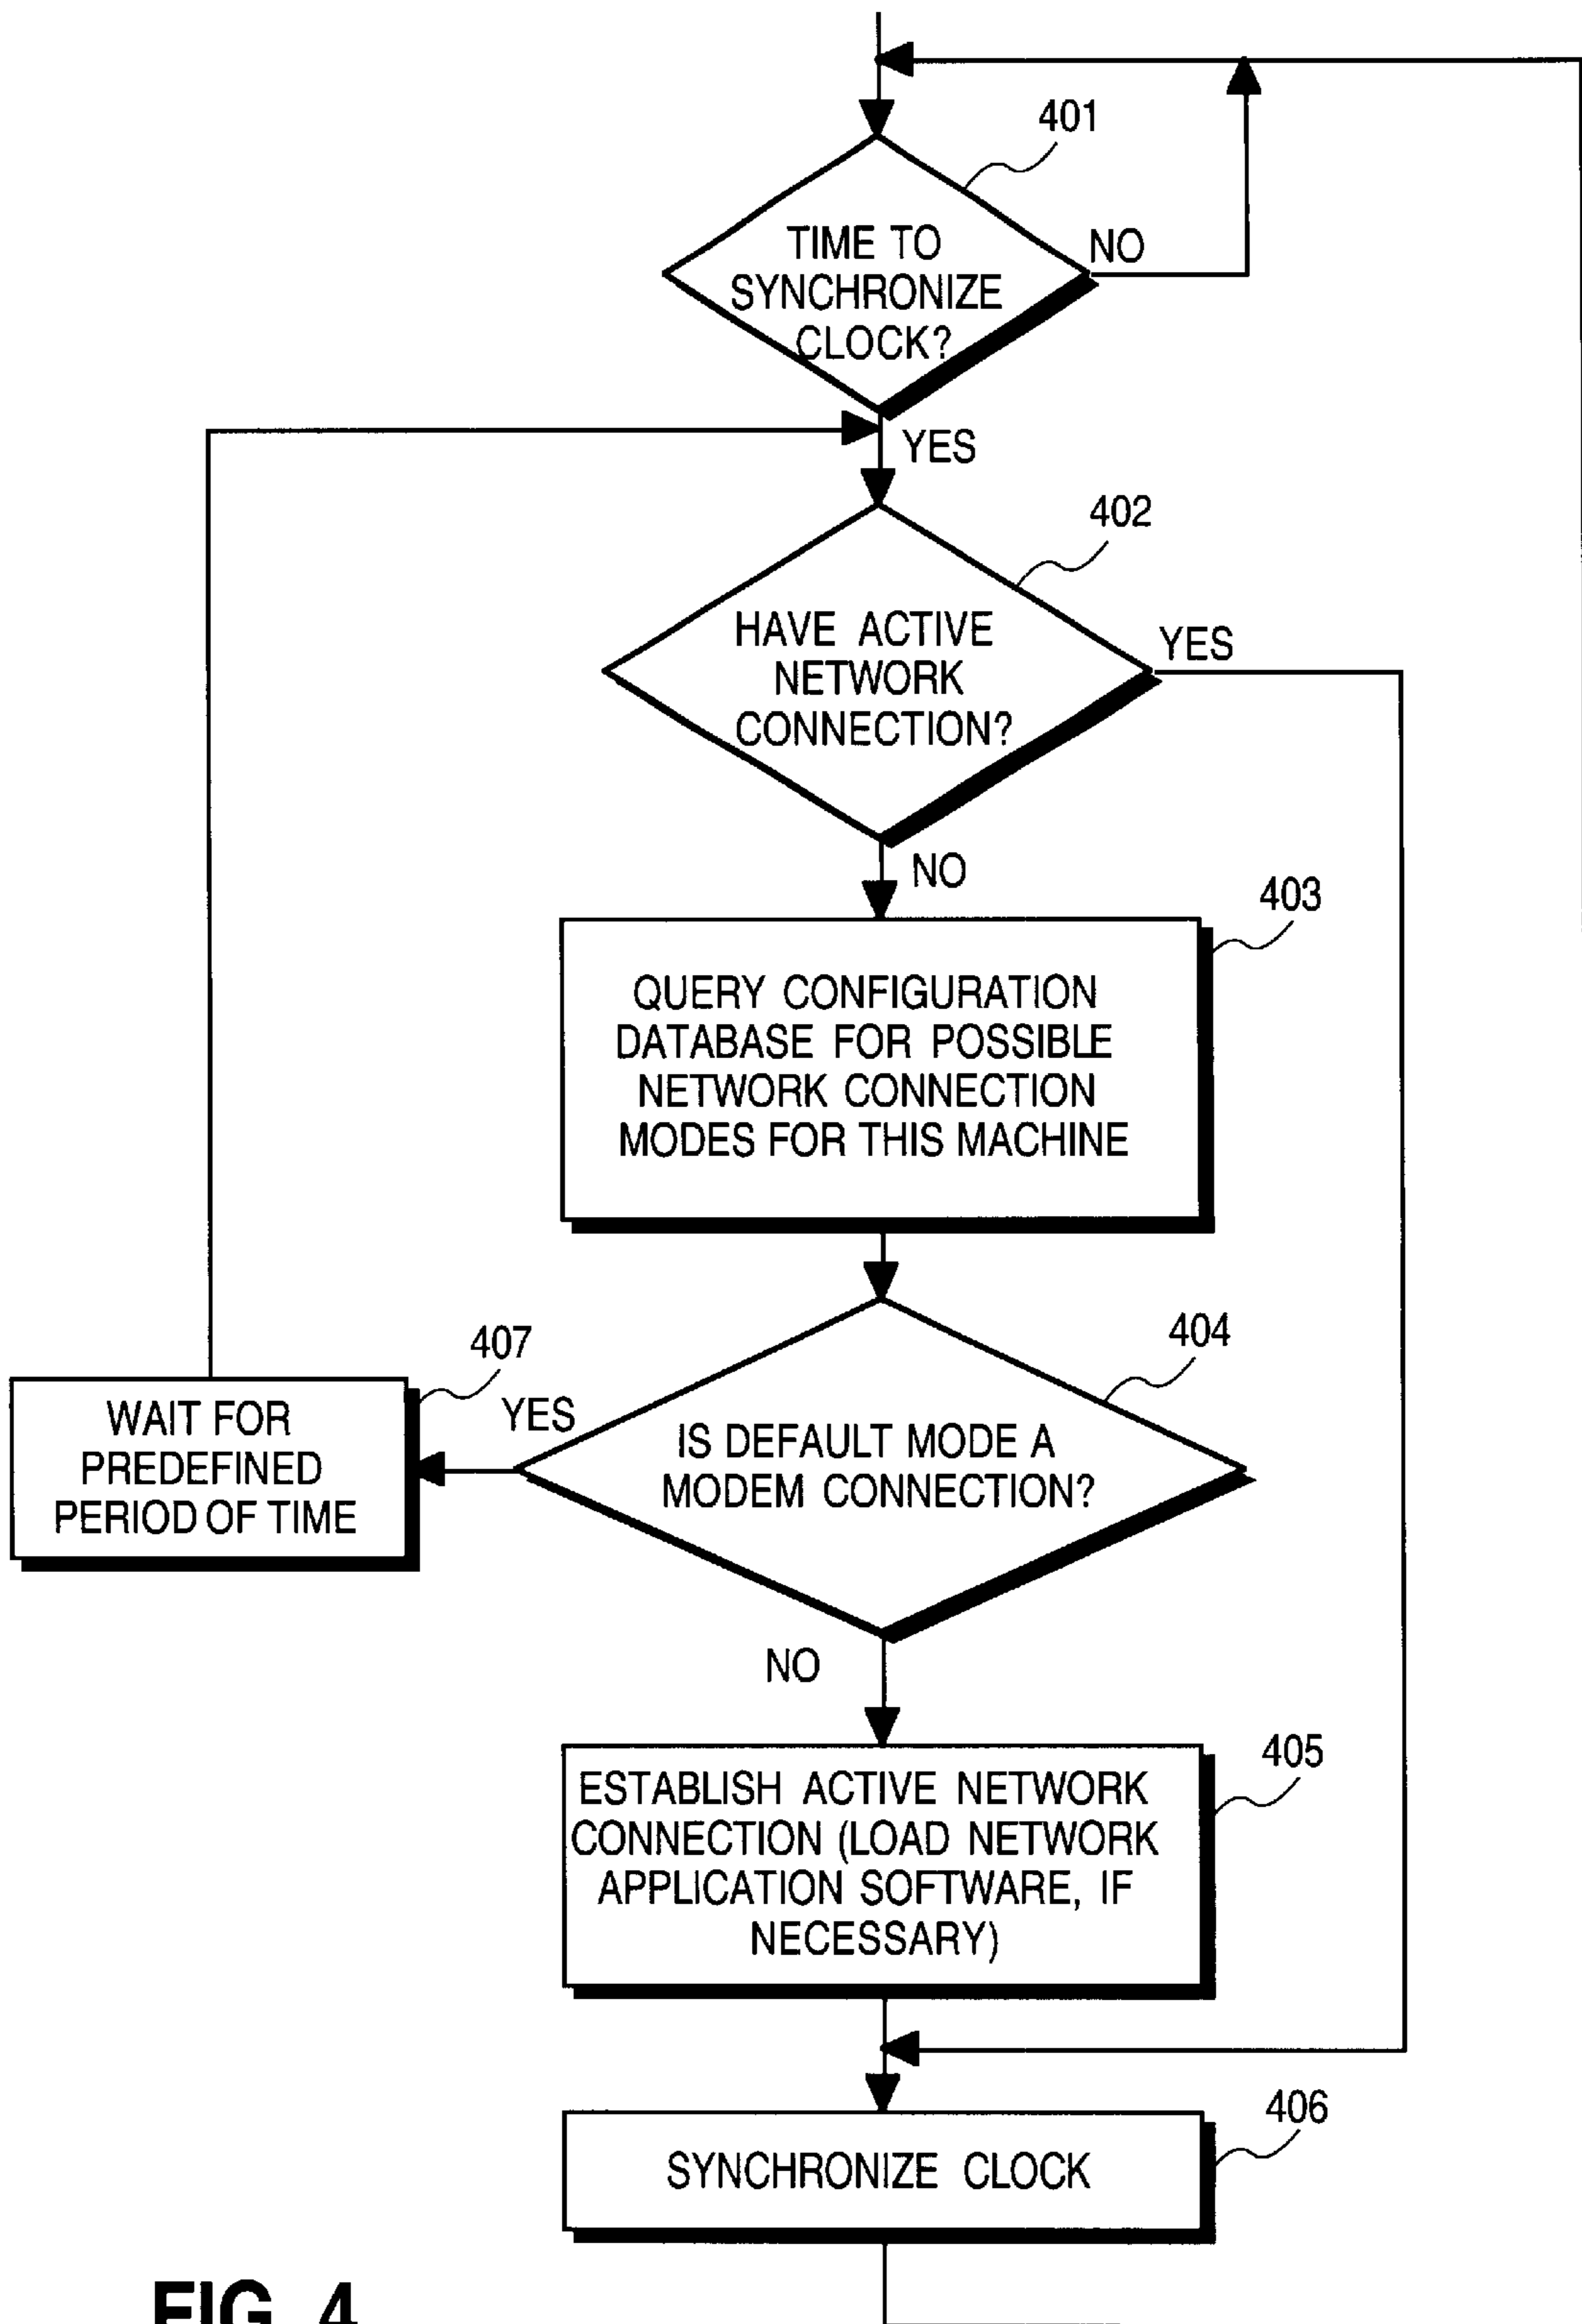 401
TIME TO
SYNCHRONIZE
CLOCK?
NO
YES
402
HAVE ACTIVE
NETWORK
CONNECTION?
YES
NO
403
QUERY CONFIGURATION
DATABASE FOR POSSIBLE
NETWORK CONNECTION
MODES FOR THIS MACHINE
404
407
WAIT FOR
PREDEFINED
PERIOD OF TIME
YES
IS DEFAULT MODE A
MODEM CONNECTION?
NO
405
ESTABLISH ACTIVE NETWORK
CONNECTION (LOAD NETWORK
APPLICATION SOFTWARE, IF
NECESSARY)
406
SYNCHRONIZE CLOCK
FIG. 4